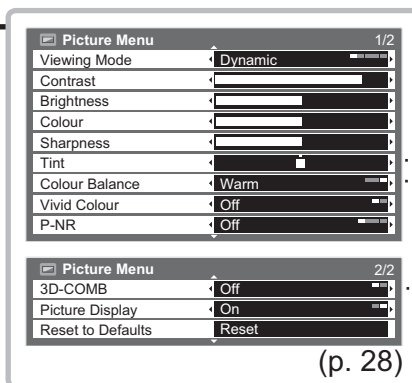 Picture Menu 1/2
Viewing Mode Dynamic
Contrast
Brightness
Colour
Sharpness
Tint
Colour Balance Warm
Vivid Colour Off
P-NR Off
Picture Menu 2/2
3D-COMB Off
Picture Display On
Reset to Defaults Reset
(p. 28)